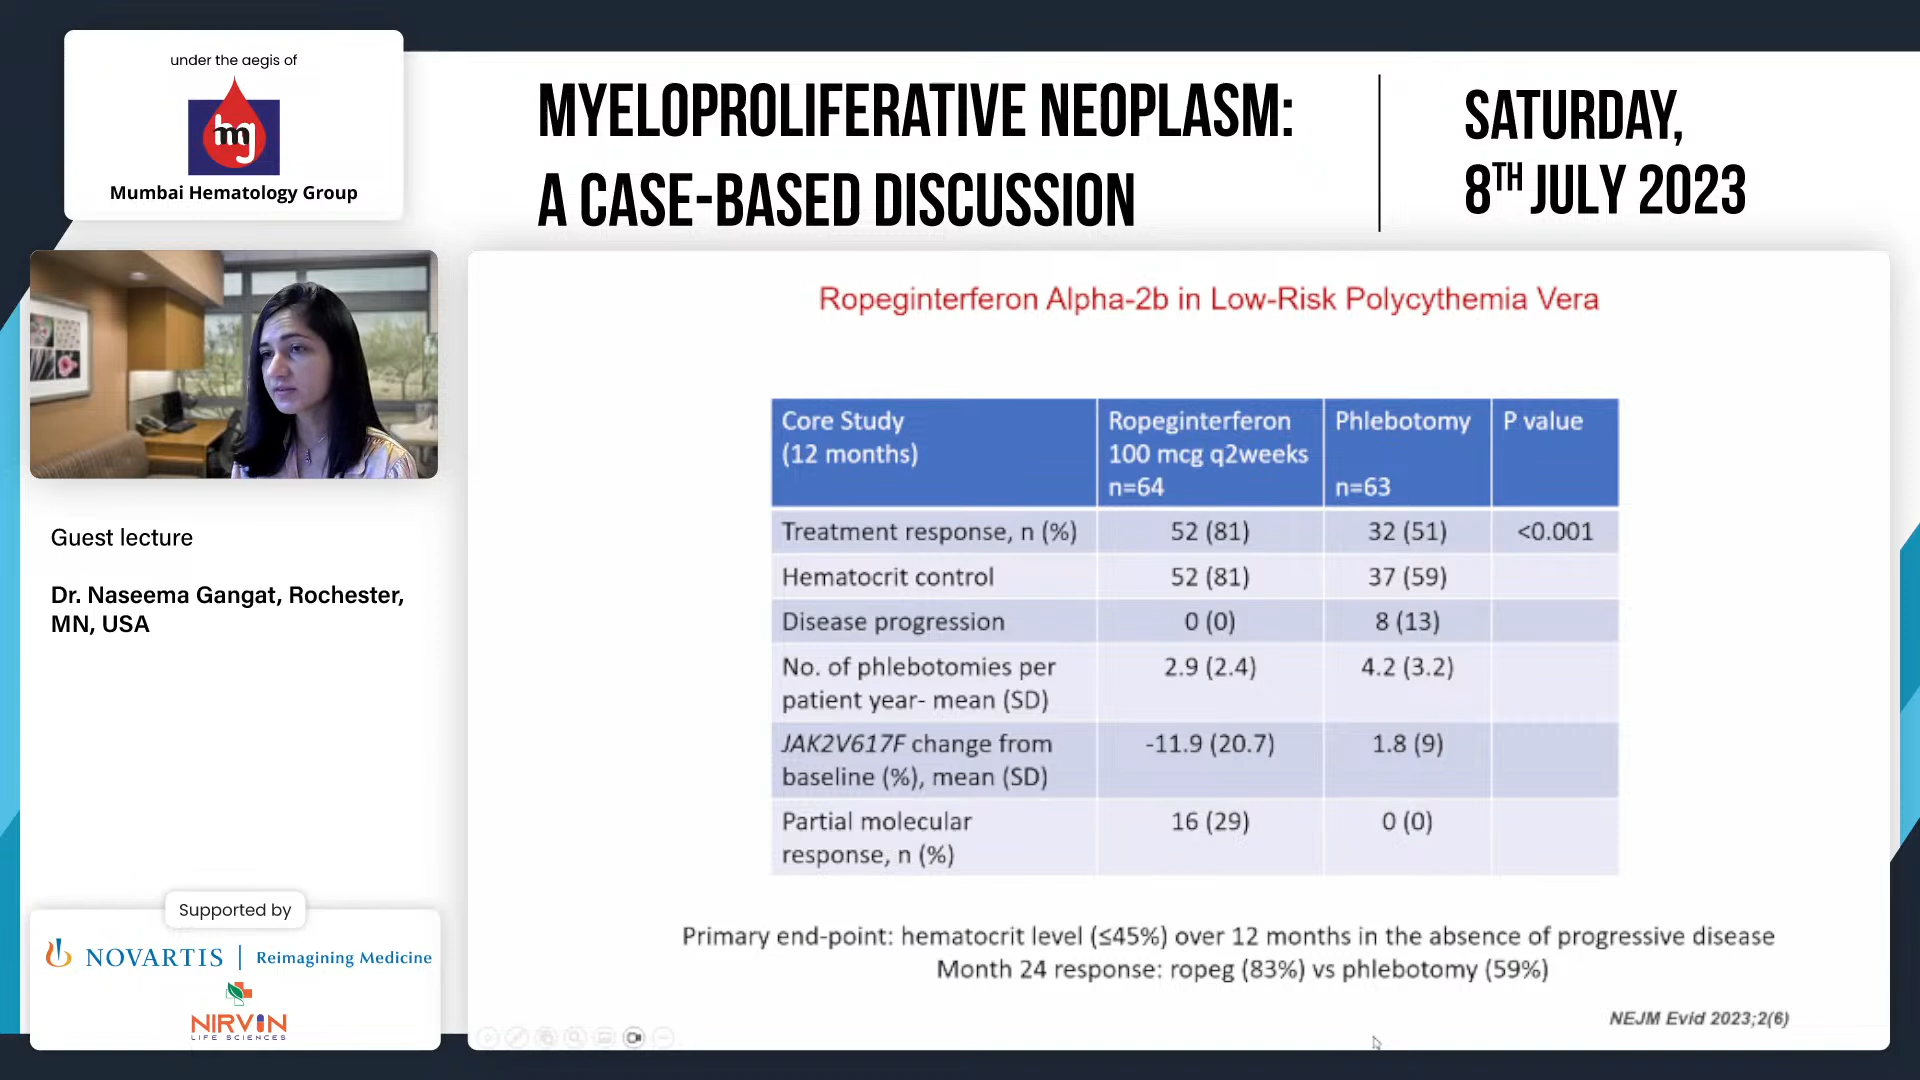 under the aegis of
mg
Mumbai Hematology Group
MYELOPROLIFERATIVE NEOPLASM:
A CASE-BASED DISCUSSION
SATURDAY,
8TH JULY 2023
Guest lecture
Dr. Naseema Gangat, Rochester,
MN, USA
Supported by
NOVARTIS | Reimagining Medicine
NIRVIN
LIFE SCIENCES
Ropeginterferon Alpha-2b in Low-Risk Polycythemia Vera
Core Study
(12 months)
Ropeginterferon
100 mcg q2weeks
n=64
Phlebotomy
n=63
P value
Treatment response, n (%) 52 (81) 32 (51) <0.001
Hematocrit control 52 (81) 37 (59)
Disease progression 0 (0) 8 (13)
No. of phlebotomies per 2.9 (2.4) 4.2 (3.2)
patient year- mean (SD)
JAK2V617F change from -11.9 (20.7) 1.8 (9)
baseline (%), mean (SD)
Partial molecular 16 (29) 0 (0)
response, n (%)
Primary end-point: hematocrit level (≤45%) over 12 months in the absence of progressive disease
Month 24 response: ropeg (83%) vs phlebotomy (59%)
NEJM Evid 2023;2(6)